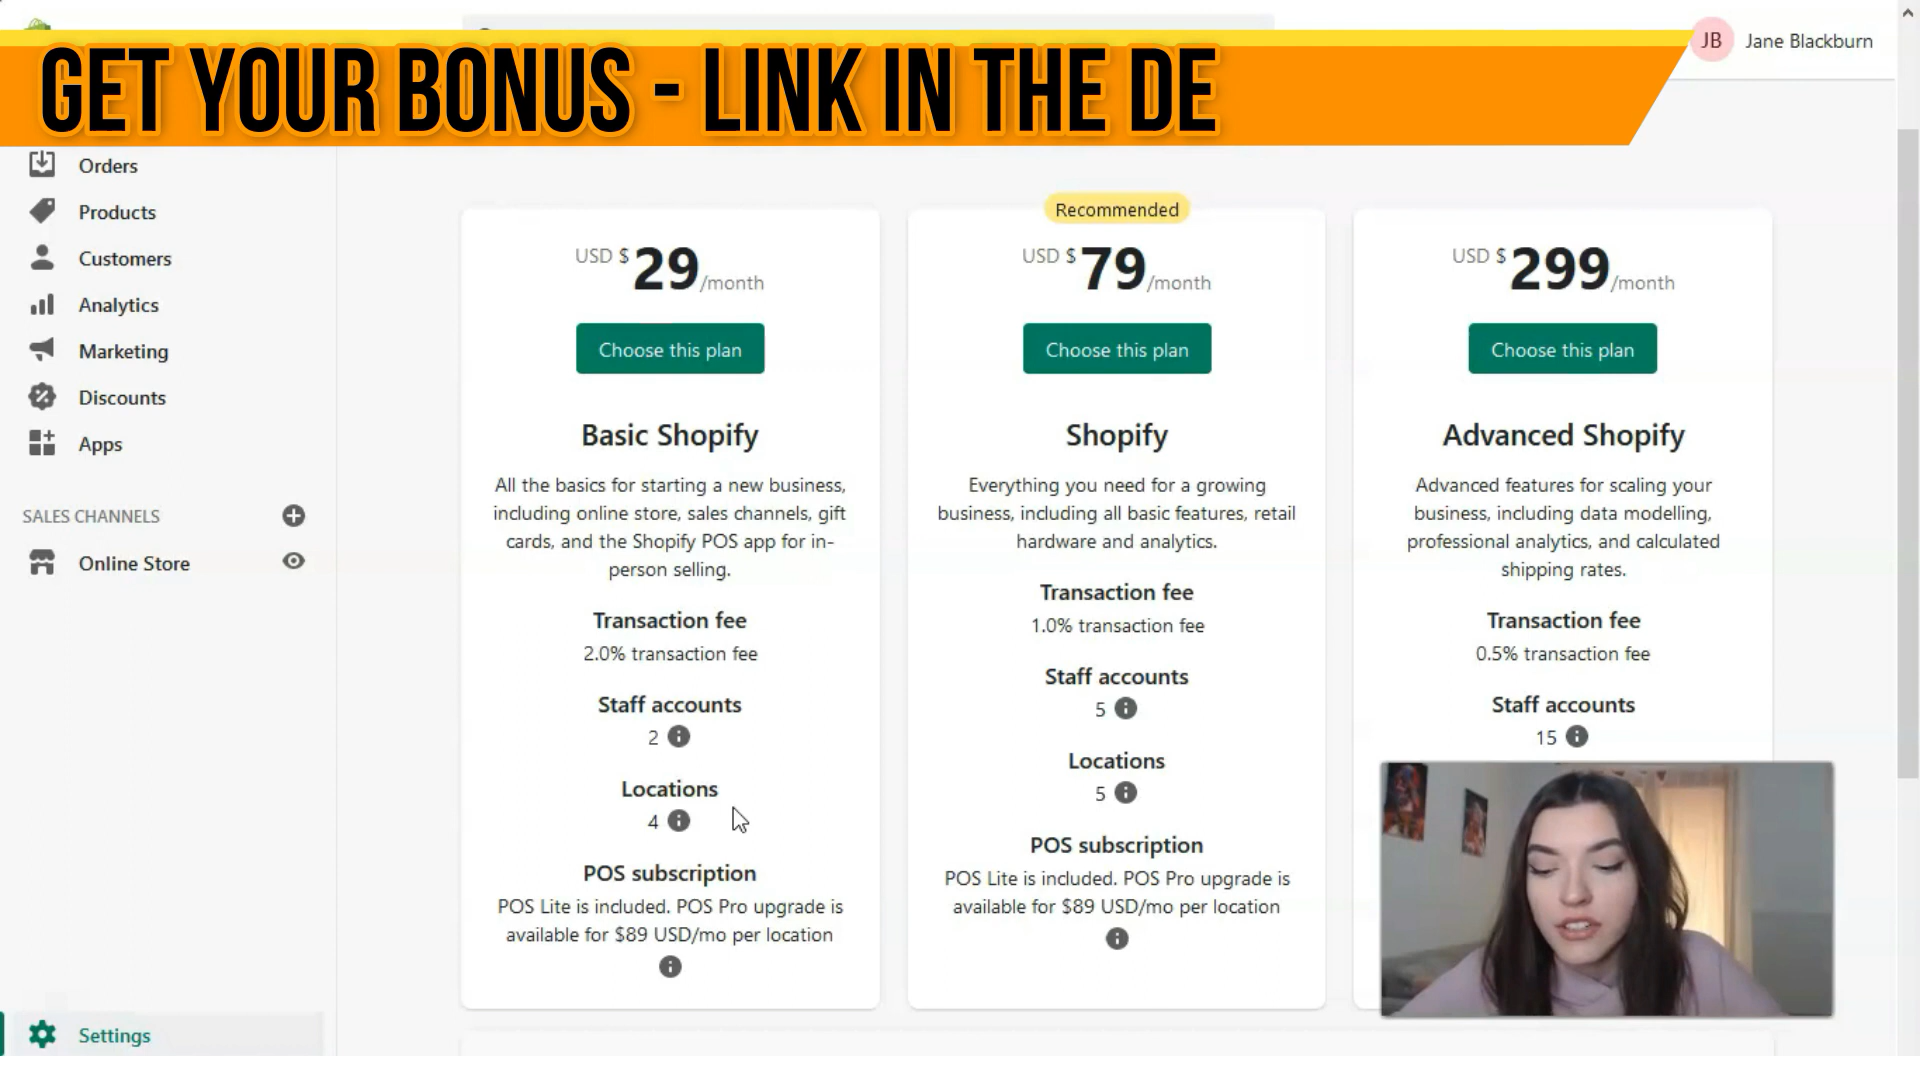 GET YOUR BONUS - LINK IN THE DE
JB Jane Blackburn
Orders
Products
Customers
Analytics
Marketing
Discounts
Apps
SALES CHANNELS
Online Store
Settings
USD $ 29 /month
Choose this plan
Basic Shopify
All the basics for starting a new business,
including online store, sales channels, gift
cards, and the Shopify POS app for in-
person selling.
Transaction fee
2.0% transaction fee
Staff accounts
2
Locations
4
POS subscription
POS Lite is included. POS Pro upgrade is
available for $89 USD/mo per location
Recommended
USD $ 79 /month
Choose this plan
Shopify
Everything you need for a growing
business, including all basic features, retail
hardware and analytics.
Transaction fee
1.0% transaction fee
Staff accounts
5
Locations
5
POS subscription
POS Lite is included. POS Pro upgrade is
available for $89 USD/mo per location
USD $ 299 /month
Choose this plan
Advanced Shopify
Advanced features for scaling your
business, including data modelling,
professional analytics, and calculated
shipping rates.
Transaction fee
0.5% transaction fee
Staff accounts
15